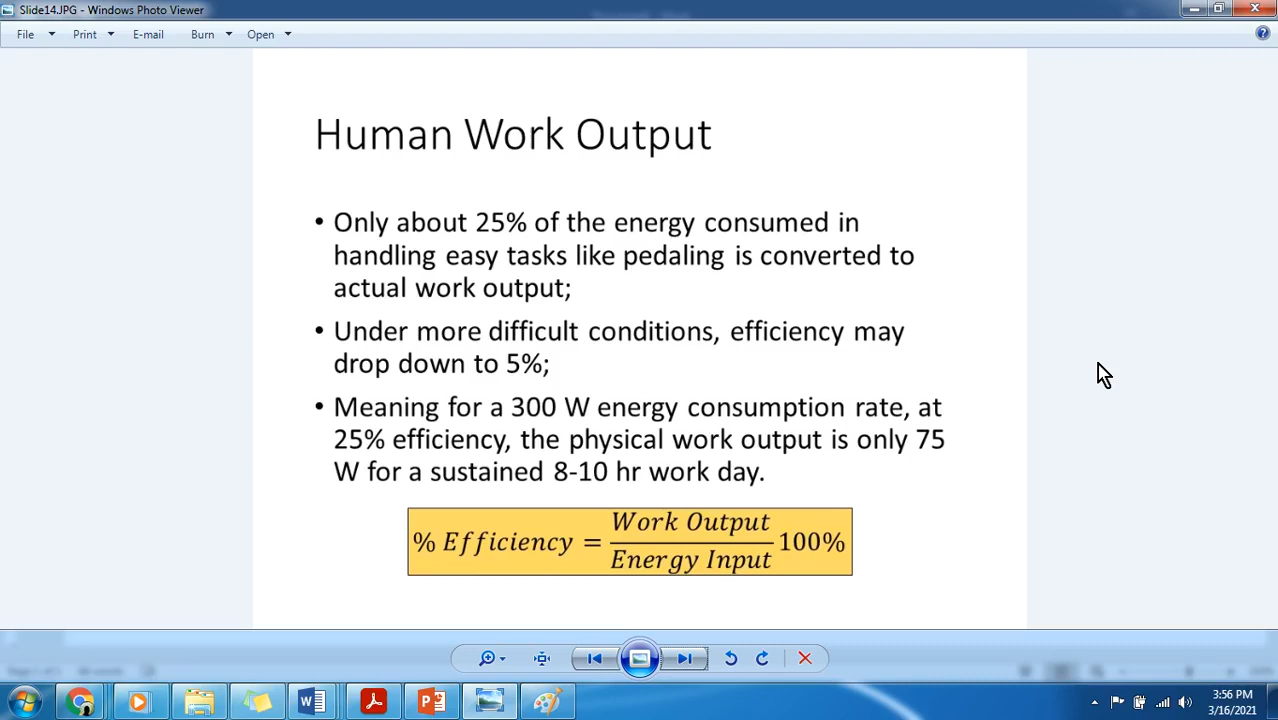 Slide14.JPG - Windows Photo Viewer
File Print E-mail Burn Open
Human Work Output
• Only about 25% of the energy consumed in
handling easy tasks like pedaling is converted to
actual work output;
• Under more difficult conditions, efficiency may
drop down to 5%;
• Meaning for a 300 W energy consumption rate, at
25% efficiency, the physical work output is only 75
W for a sustained 8-10 hr work day.
% Efficiency = Work Output / Energy Input 100%
3:56 PM
3/16/2021